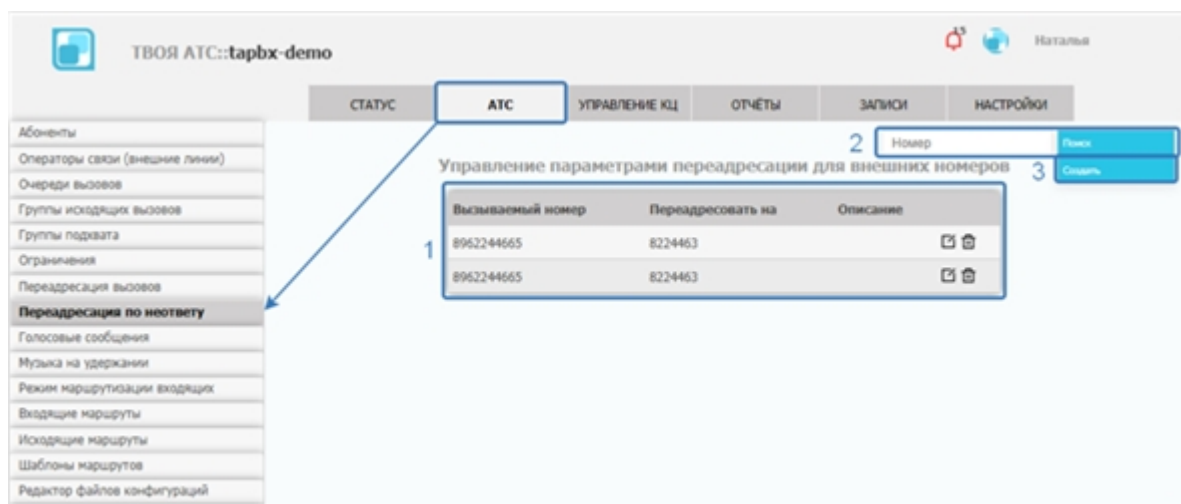 ТВОЯ АТС::tapbx-demo
15
Наталья
СТАТУС
АТС
УПРАВЛЕНИЕ КЦ
ОТЧЁТЫ
ЗАПИСИ
НАСТРОЙКИ
Абоненты
Операторы связи (внешние линии)
Очереди вызовов
Группы исходящих вызовов
Группы подхвата
Ограничения
Переадресация вызовов
Переадресация по неответу
Голосовые сообщения
Музыка на удержании
Режим маршрутизации входящих
Входящие маршруты
Исходящие маршруты
Шаблоны маршрутов
Редактор файлов конфигураций
2
Номер
Поиск
Управление параметрами переадресации для внешних номеров
3
Создать
1
Вызываемый номер Переадресовать на Описание
8962244665 8224463
8962244665 8224463